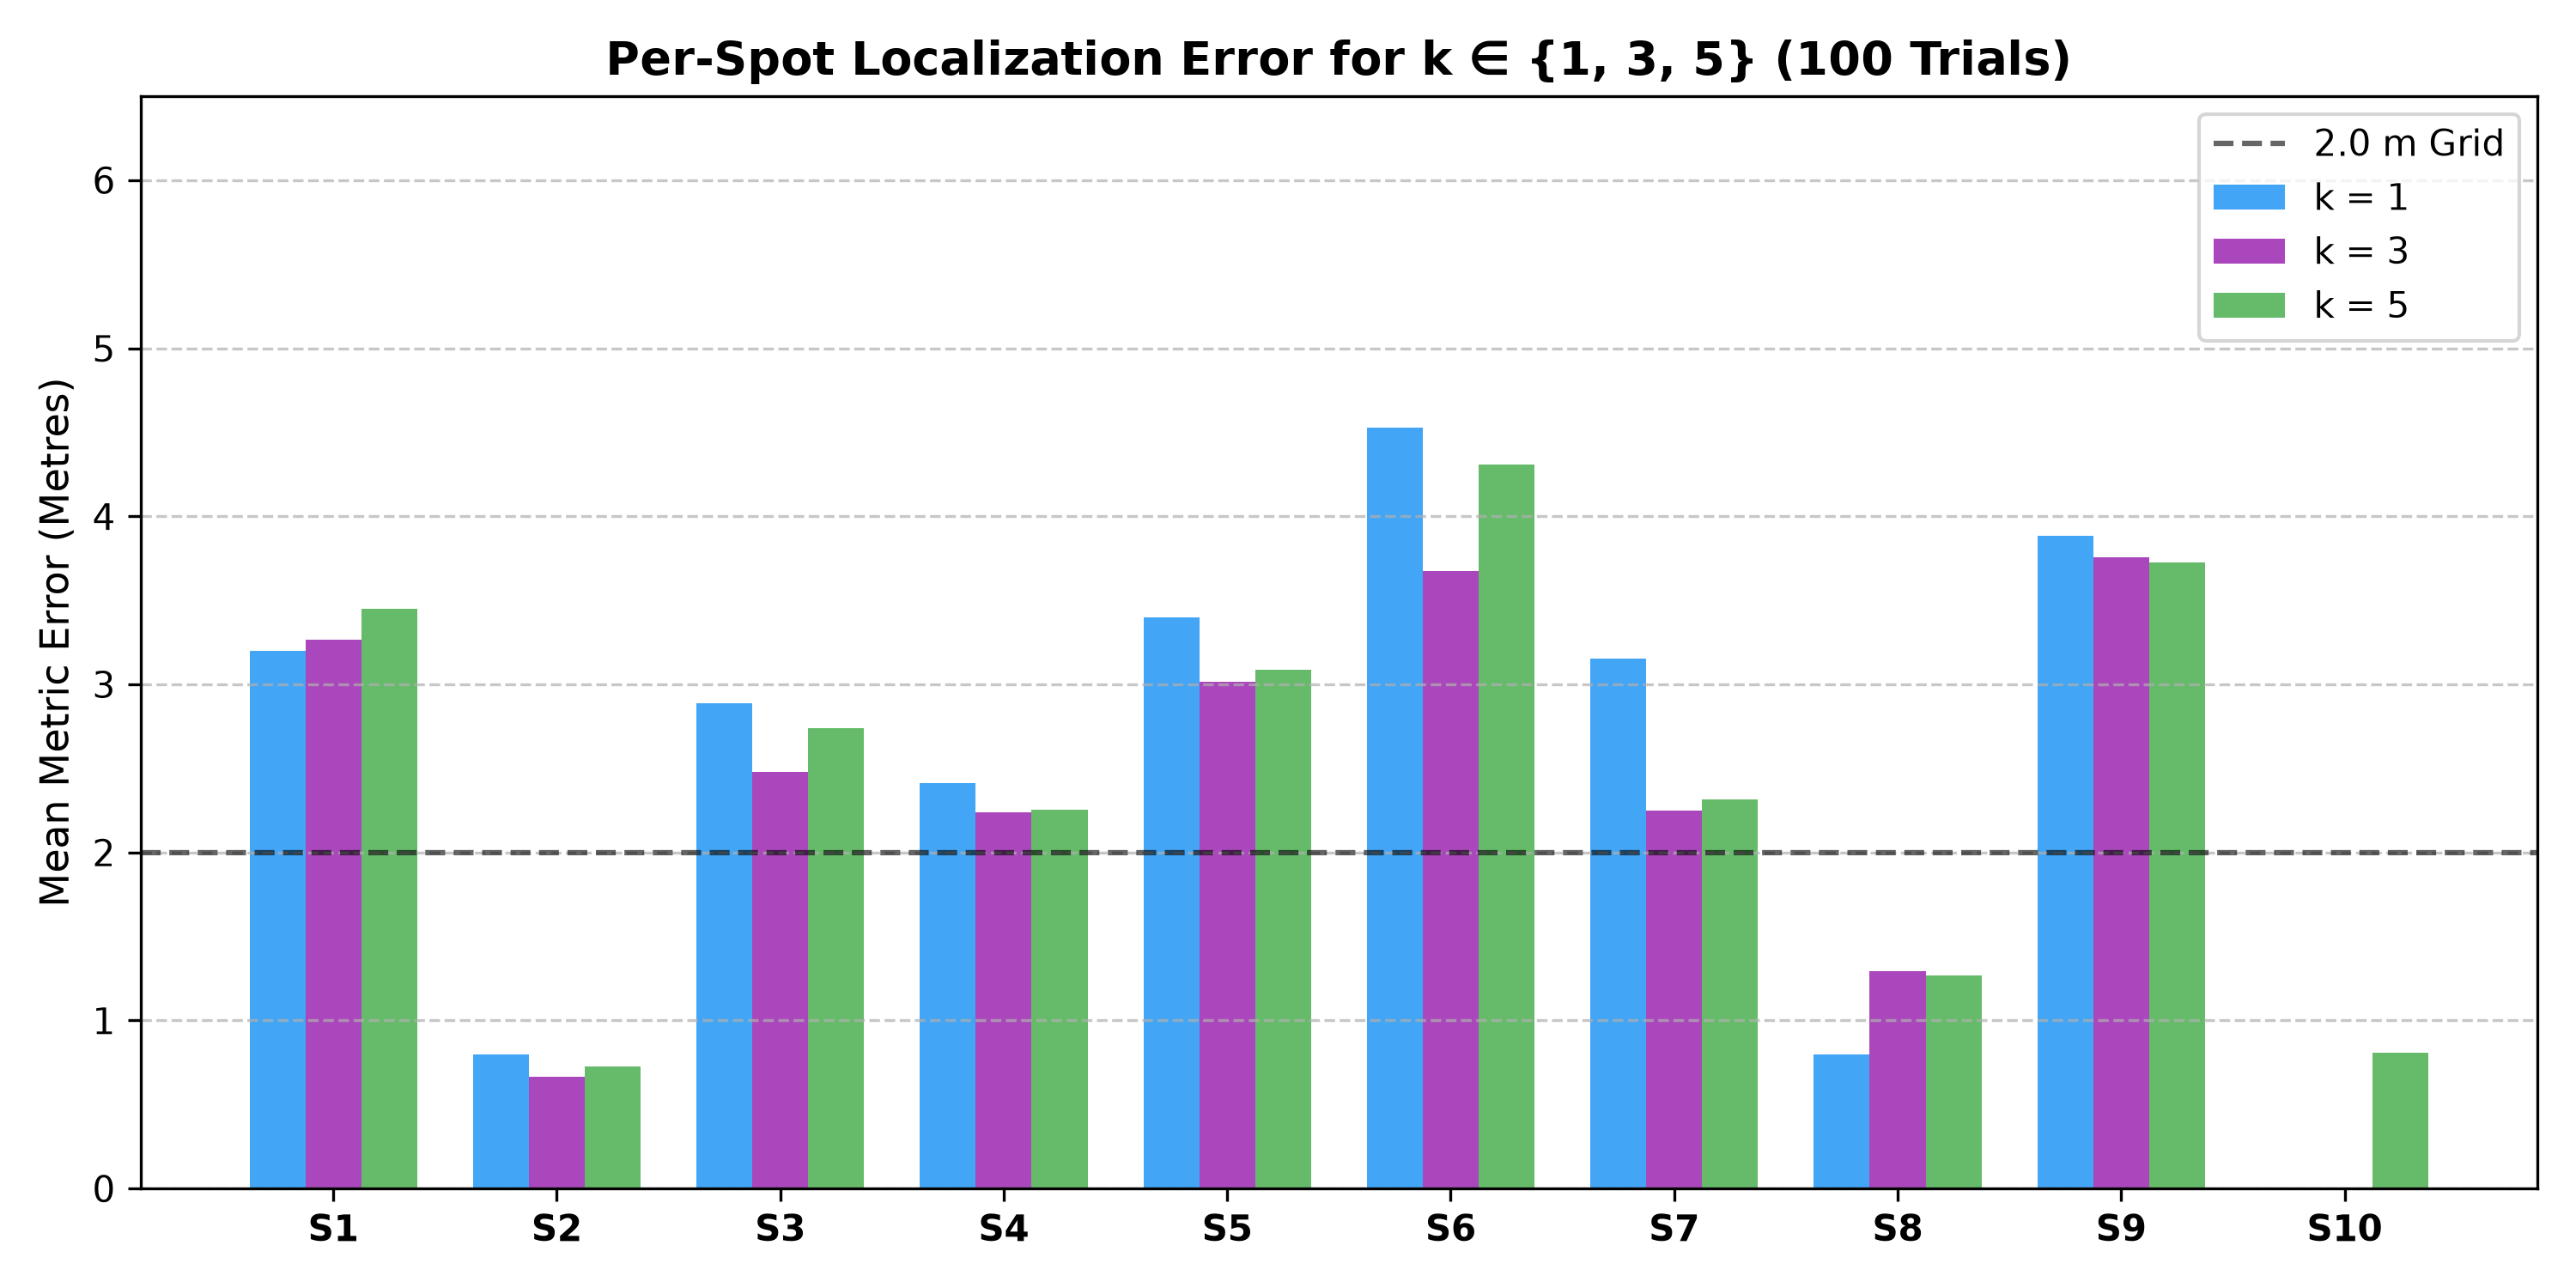 Per-Spot Localization Error for k ∈ {1, 3, 5} (100 Trials)
2.0 m Grid
k = 1
k = 3
k = 5
Mean Metric Error (Metres)
6
5
4
3
2
1
0
S1 S2 S3 S4 S5 S6 S7 S8 S9 S10